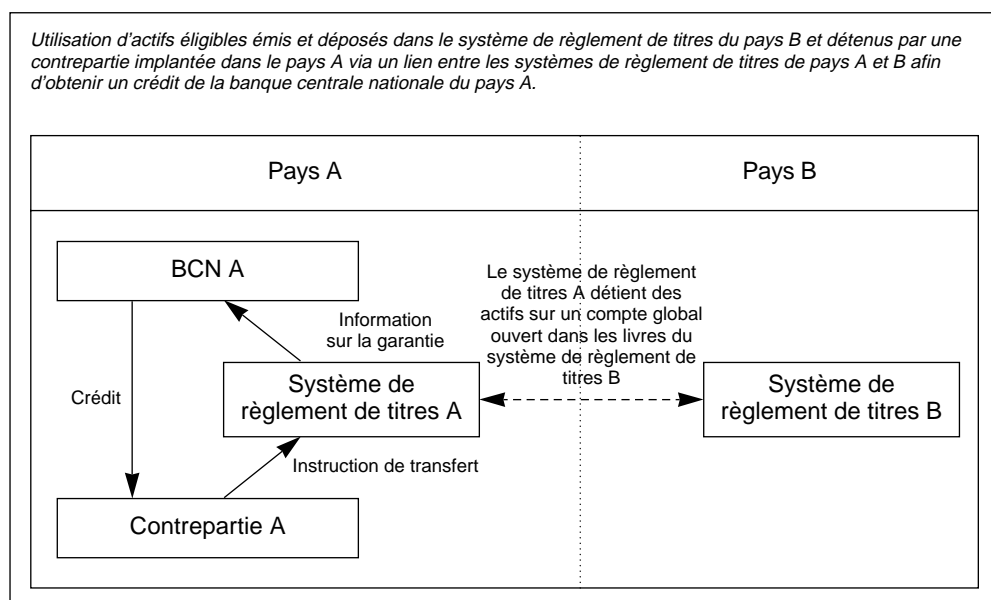 Utilisation d'actifs éligibles émis et déposés dans le système de règlement de titres du pays B et détenus par une
contrepartie implantée dans le pays A via un lien entre les systèmes de règlement de titres de pays A et B afin
d'obtenir un crédit de la banque centrale nationale du pays A.
Pays A
Pays B
BCN A
Le système de règlement
de titres A détient des
actifs sur un compte global
ouvert dans les livres du
système de règlement de
titres B
Information
sur la garantie
Crédit
Système de
règlement de titres A
Système de
règlement de titres B
Instruction de transfert
Contrepartie A